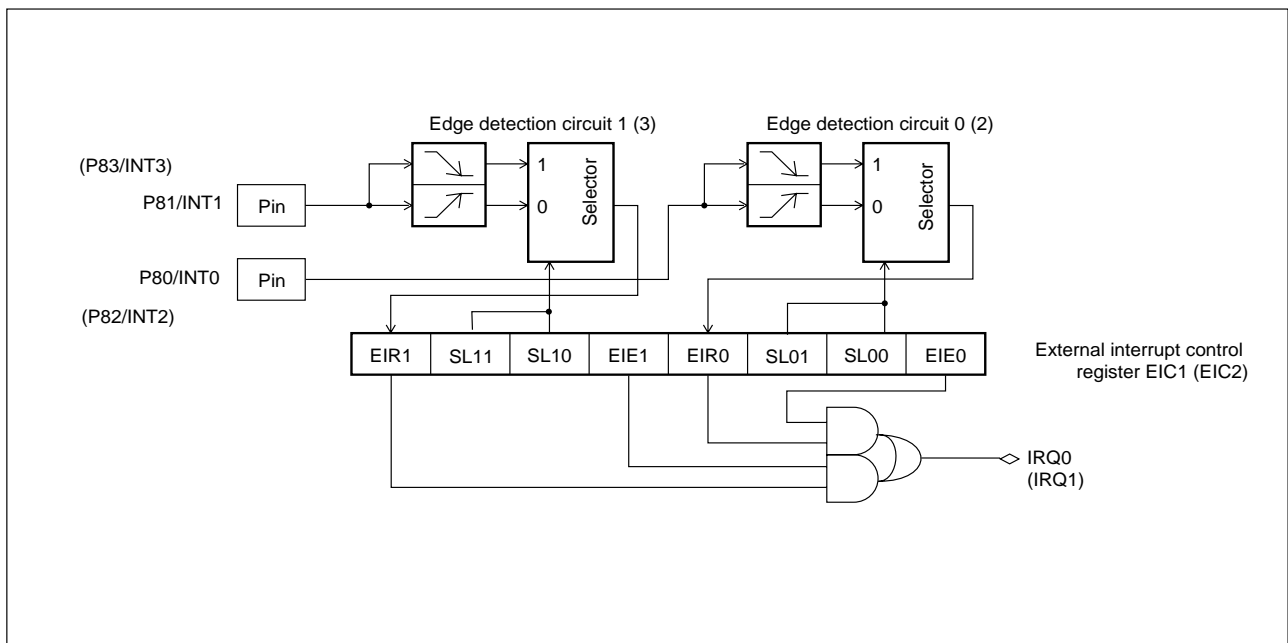 Edge detection circuit 1 (3)
Edge detection circuit 0 (2)
(P83/INT3)
P81/INT1
Pin
1
0
Selector
1
0
Selector
P80/INT0
Pin
(P82/INT2)
EIR1
SL11
SL10
EIE1
EIR0
SL01
SL00
EIE0
External interrupt control
register EIC1 (EIC2)
IRQ0
(IRQ1)